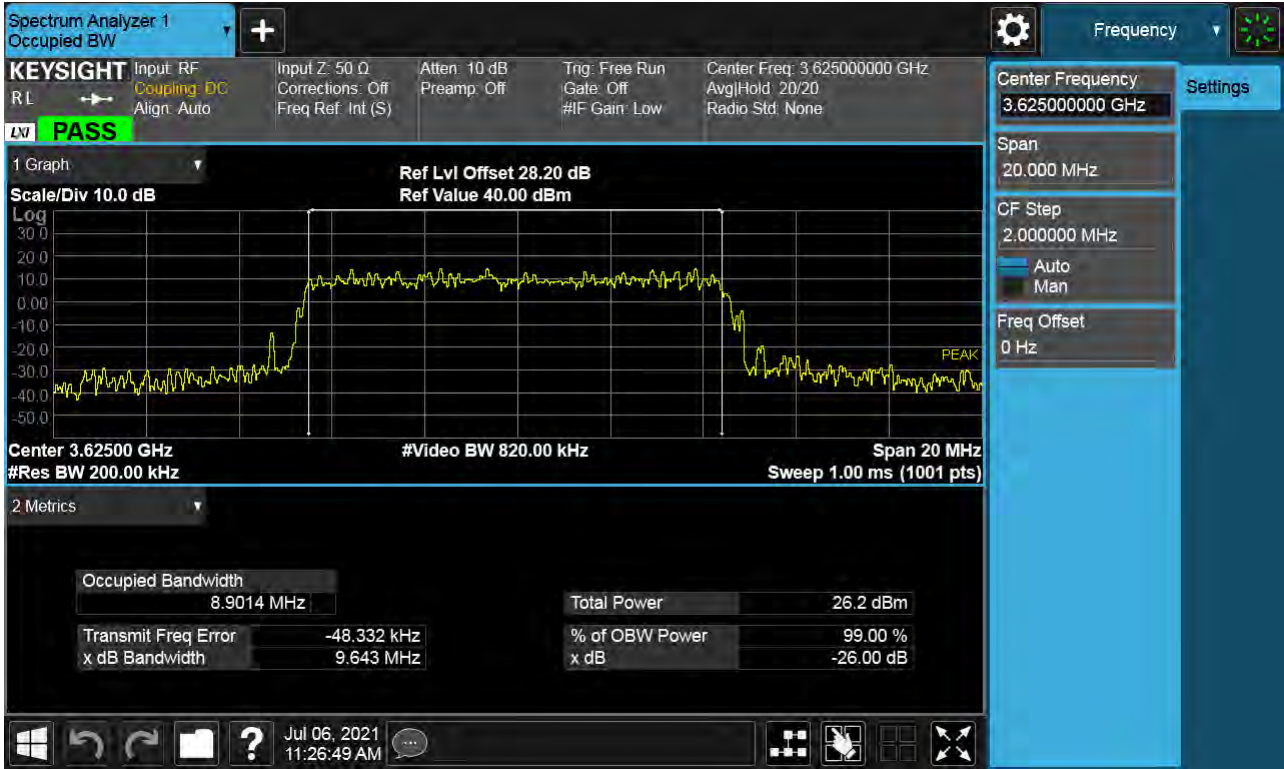 Spectrum Analyzer 1
Occupied BW
Frequency
KEYSIGHT
R L
LXI
PASS
Input: RF
Coupling: DC
Align: Auto
Input Z: 50 Ω
Corrections: Off
Freq Ref: Int (S)
Atten: 10 dB
Preamp: Off
Trig: Free Run
Gate: Off
#IF Gain: Low
Center Freq: 3.625000000 GHz
Avg|Hold: 20/20
Radio Std: None
Center Frequency
3.625000000 GHz
Settings
Span
20.000 MHz
CF Step
2.000000 MHz
Auto
Man
Freq Offset
0 Hz
1 Graph
Scale/Div 10.0 dB
Ref Lvl Offset 28.20 dB
Ref Value 40.00 dBm
Log
30.0
20.0
10.0
0.00
-10.0
-20.0
-30.0
-40.0
-50.0
PEAK
Center 3.62500 GHz
#Video BW 820.00 kHz
Span 20 MHz
#Res BW 200.00 kHz
Sweep 1.00 ms (1001 pts)
2 Metrics
Occupied Bandwidth
8.9014 MHz
Total Power 26.2 dBm
Transmit Freq Error -48.332 kHz
% of OBW Power 99.00 %
x dB Bandwidth 9.643 MHz
x dB -26.00 dB
?
Jul 06, 2021
11:26:49 AM